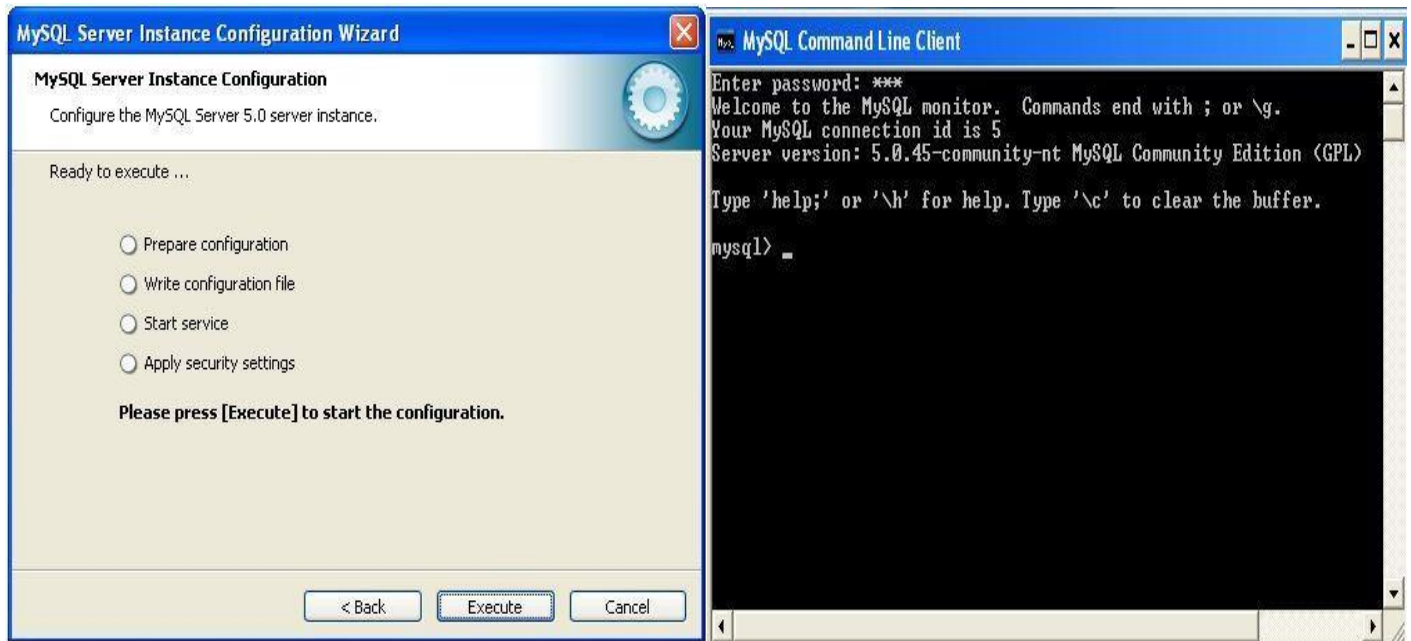 MySQL Server Instance Configuration Wizard
MySQL Server Instance Configuration
Configure the MySQL Server 5.0 server instance.
Ready to execute ...
Prepare configuration
Write configuration file
Start service
Apply security settings
Please press [Execute] to start the configuration.
< Back
Execute
Cancel
MySQL Command Line Client
Enter password: ***
Welcome to the MySQL monitor.  Commands end with ; or \g.
Your MySQL connection id is 5
Server version: 5.0.45-community-nt MySQL Community Edition (GPL)
Type 'help;' or '\h' for help. Type '\c' to clear the buffer.
mysql> _